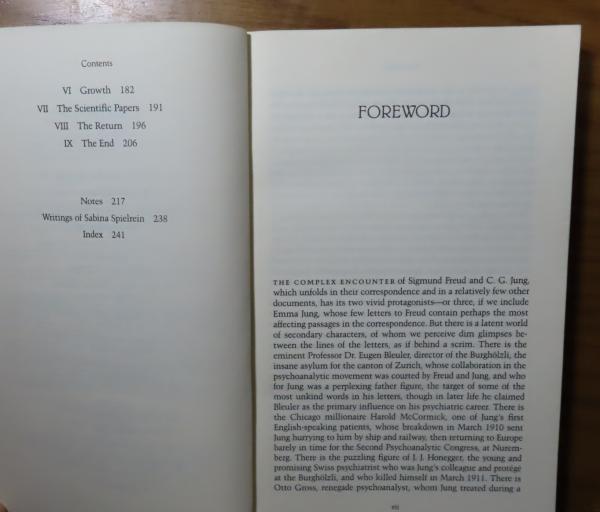 Contents
VI Growth 182
VII The Scientific Papers 191
VIII The Return 196
IX The End 206
Notes 217
Writings of Sabina Spielrein 238
Index 241
FOREWORD
THE COMPLEX ENCOUNTER of Sigmund Freud and C. G. Jung,
which unfolds in their correspondence and in a relatively few other
documents, has its two vivid protagonists—or three, if we include
Emma Jung, whose few letters to Freud contain perhaps the most
affecting passages in the correspondence. But there is a latent world
of secondary characters, of whom we perceive dim glimpses be-
tween the lines of the letters, as if behind a scrim. There is the
eminent Professor Dr. Eugen Bleuler, director of the Burghölzli, the
insane asylum for the canton of Zurich, whose collaboration in the
psychoanalytic movement was courted by Freud and Jung, and who
for Jung was a perplexing father figure, the target of some of the
most unkind words in his letters, though in later life he claimed
Bleuler as the primary influence on his psychiatric career. There is
the Chicago millionaire Harold McCormick, one of Jung's first
English-speaking patients, whose breakdown in March 1910 sent
Jung hurrying to him by ship and railway, then returning to Europe
barely in time for the Second Psychoanalytic Congress, at Nurem-
berg. There is the puzzling figure of J. J. Honegger, the young and
promising Swiss psychiatrist who was Jung's colleague and protégé
at the Burghölzli, and who killed himself in March 1911. There is
Otto Gross, renegade psychoanalyst, whom Jung treated during a